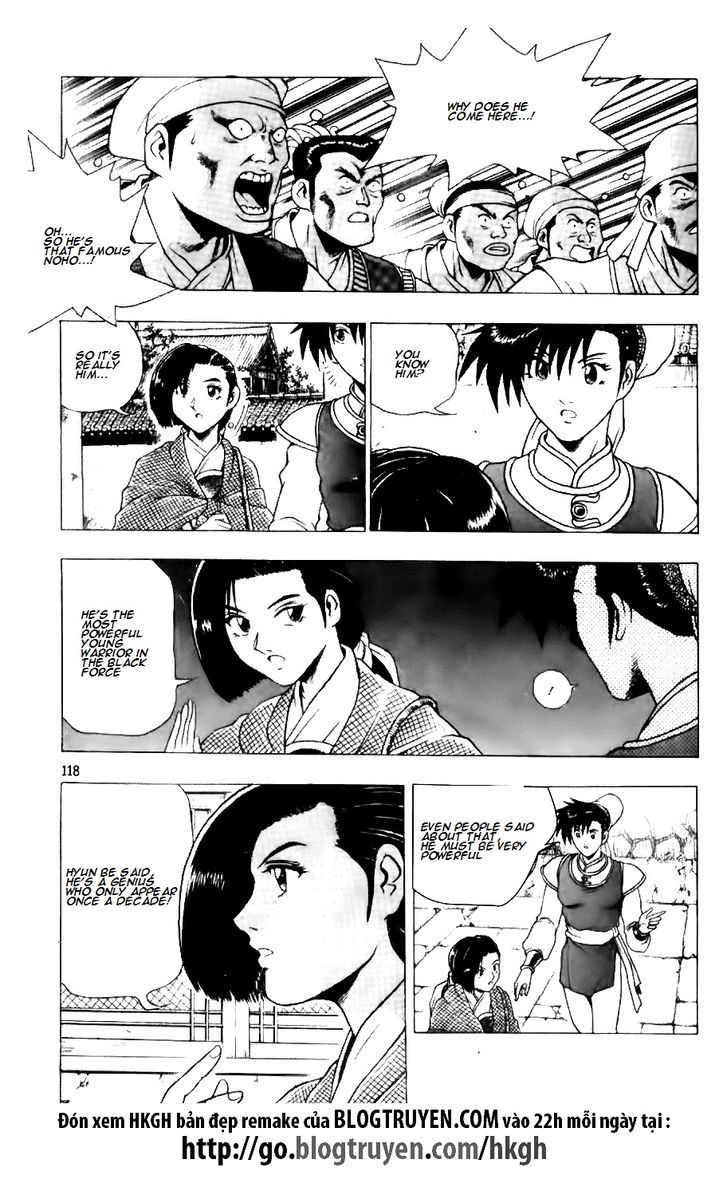 WHY DOES HE
COME HERE...!
OH...
SO HE'S
THAT FAMOUS
NOHO...!
SO IT'S
REALLY
HIM...
YOU
KNOW
HIM?
HE'S THE
MOST
POWERFUL
YOUNG
WARRIOR IN
THE BLACK
FORCE
!
118
HYUN BE SAID,
HE'S A GENIUS
WHO ONLY APPEAR
ONCE A DECADE!
EVEN PEOPLE SAID
ABOUT THAT,
HE MUST BE VERY
POWERFUL
Đón xem HKGH bản đẹp remake của BLOGTRUYEN.COM vào 22h mỗi ngày tại :
http://go.blogtruyen.com/hkgh